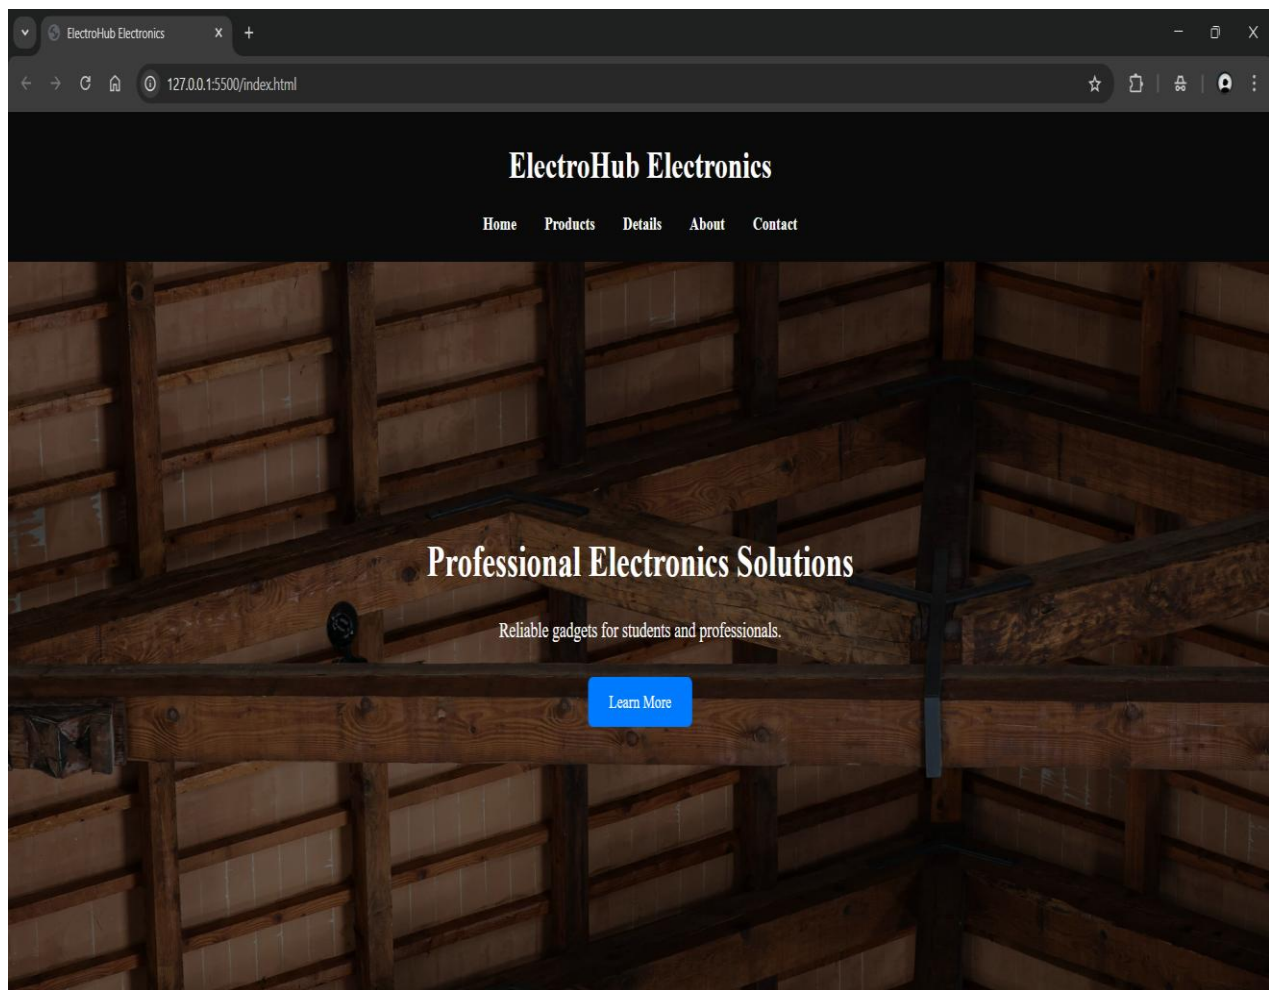 ElectroHub Electronics
127.0.0.1:5500/index.html
ElectroHub Electronics
Home Products Details About Contact
Professional Electronics Solutions
Reliable gadgets for students and professionals.
Learn More